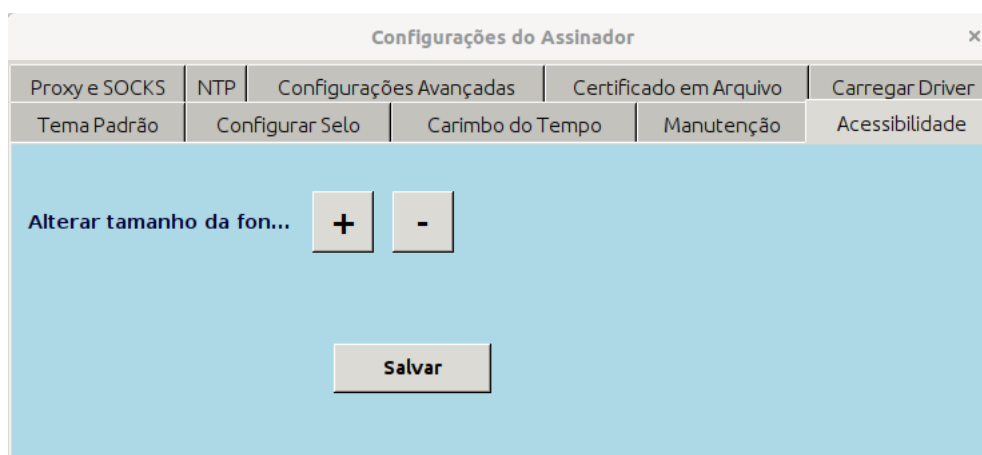 Configurações do Assinador ×
Proxy e SOCKS NTP Configurações Avançadas Certificado em Arquivo Carregar Driver
Tema Padrão Configurar Selo Carimbo do Tempo Manutenção Acessibilidade
Alterar tamanho da fon... + -
Salvar